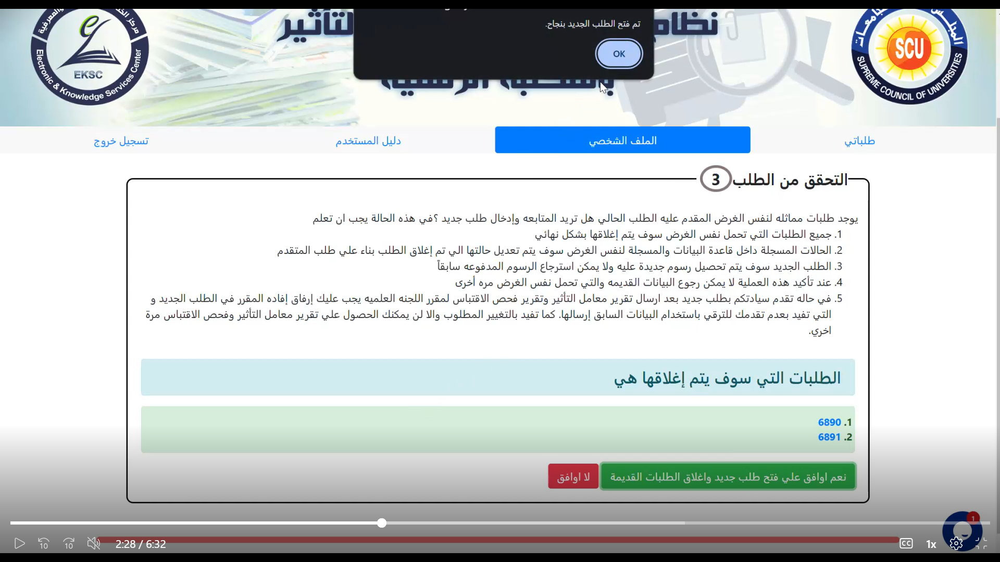 المجلس
للجامعات
SCU
SUPREME COUNCIL OF UNIVERSITIES
نظام
التأثير
EKSC
Electronic & Knowledge Services Center
تم فتح الطلب الجديد بنجاح.
OK
طلباتي
الملف الشخصي
دليل المستخدم
تسجيل خروج
التحقق من الطلب 3
يوجد طلبات مماثله لنفس الغرض المقدم عليه الطلب الحالي هل تريد المتابعه وإدخال طلب جديد ؟في هذه الحالة يجب ان تعلم
1. جميع الطلبات التي تحمل نفس الغرض سوف يتم إغلاقها بشكل نهائي
2. الحالات المسجلة داخل قاعدة البيانات والمسجلة لنفس الغرض سوف يتم تعديل حالتها الي تم إغلاق الطلب بناء علي طلب المتقدم
3. الطلب الجديد سوف يتم تحصيل رسوم جديدة عليه ولا يمكن استرجاع الرسوم المدفوعه سابقاً
4. عند تأكيد هذه العملية لا يمكن رجوع البيانات القديمه والتي تحمل نفس الغرض مره أخرى
5. في حاله تقدم سيادتكم بطلب جديد بعد ارسال تقرير معامل التأثير وتقرير فحص الاقتباس لمقرر اللجنه العلميه يجب عليك إرفاق إفاده المقرر في الطلب الجديد و
التي تفيد بعدم تقدمك للترقي باستخدام البيانات السابق إرسالها. كما تفيد بالتغيير المطلوب والا لن يمكنك الحصول علي تقرير معامل التأثير وفحص الاقتباس مرة
اخري.
الطلبات التي سوف يتم إغلاقها هي
1. 6890
2. 6891
نعم اوافق علي فتح طلب جديد واغلاق الطلبات القديمة
لا اوافق
1
10
10
2:28 / 6:32
CC
1x